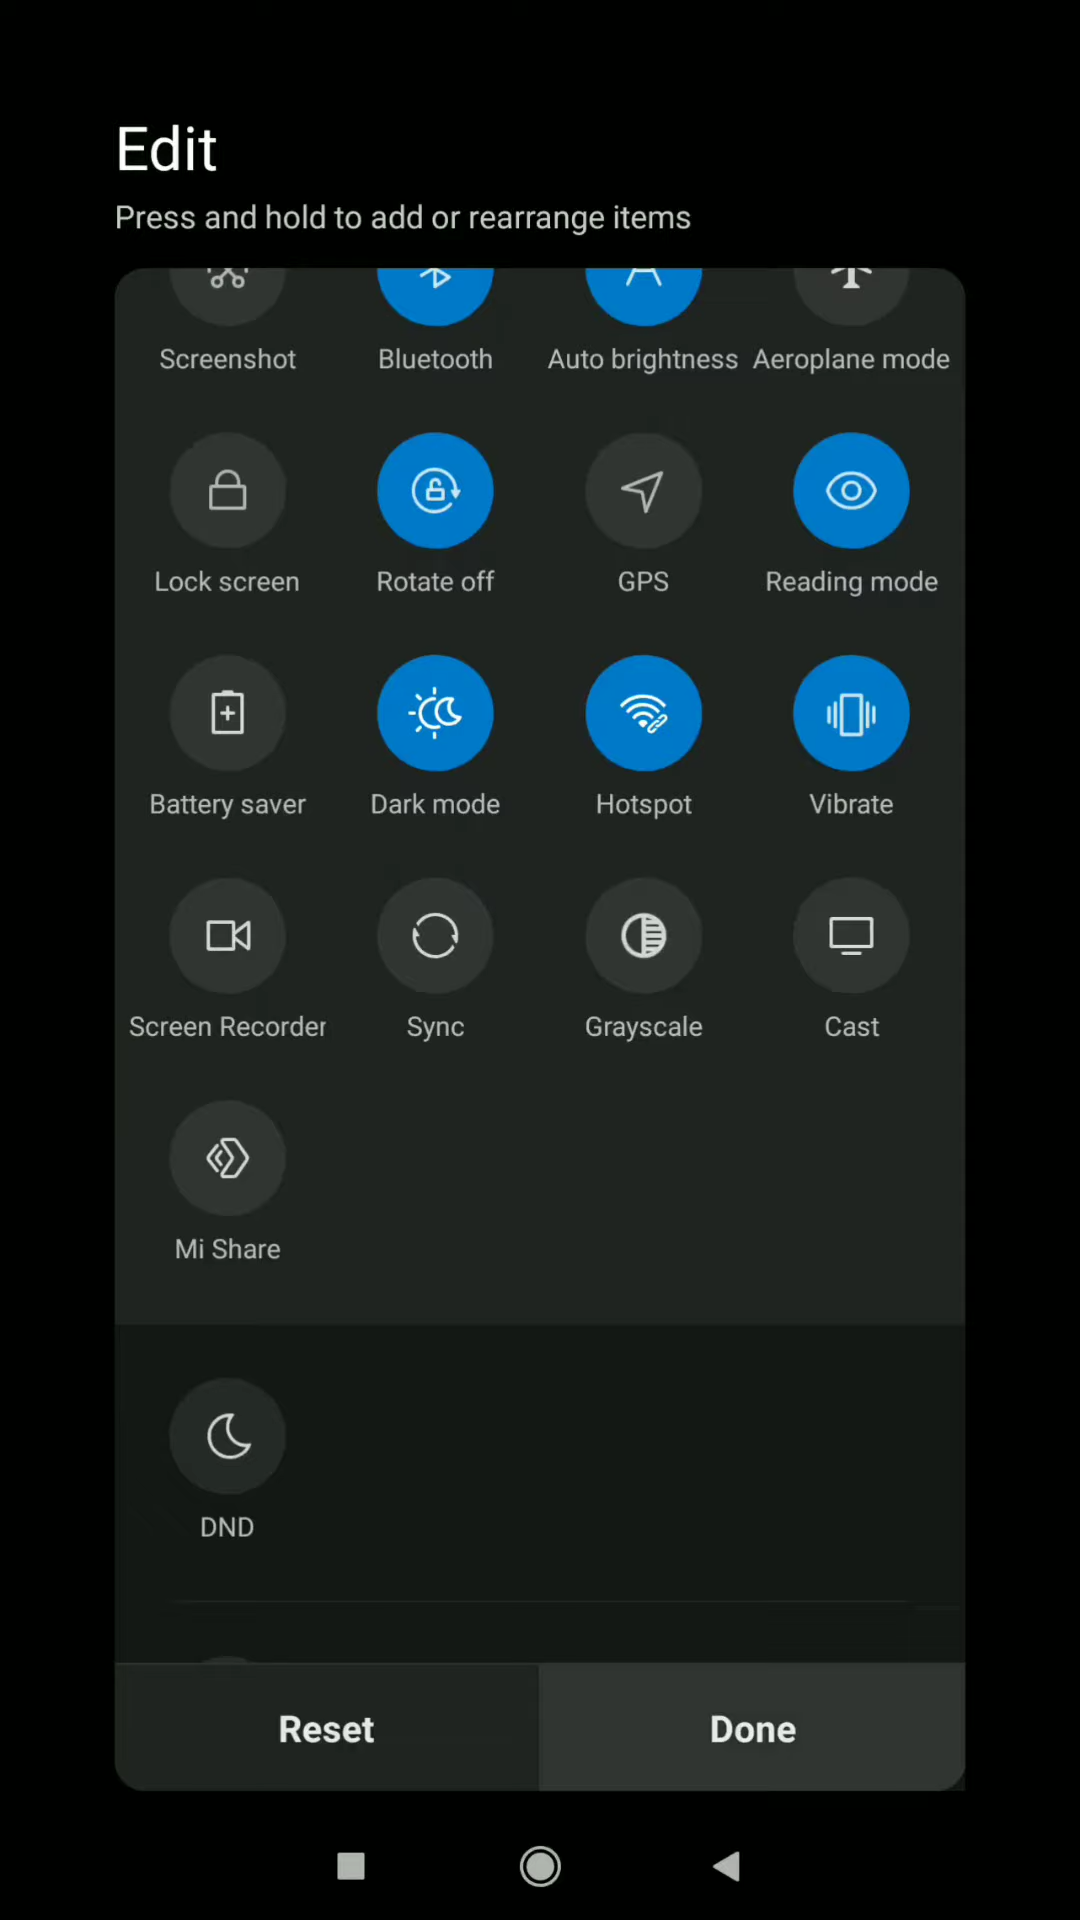 Edit
Press and hold to add or rearrange items
Screenshot Bluetooth Auto brightness Aeroplane mode
Lock screen Rotate off GPS Reading mode
Battery saver Dark mode Hotspot Vibrate
Screen Recorder Sync Grayscale Cast
Mi Share
DND
Reset Done